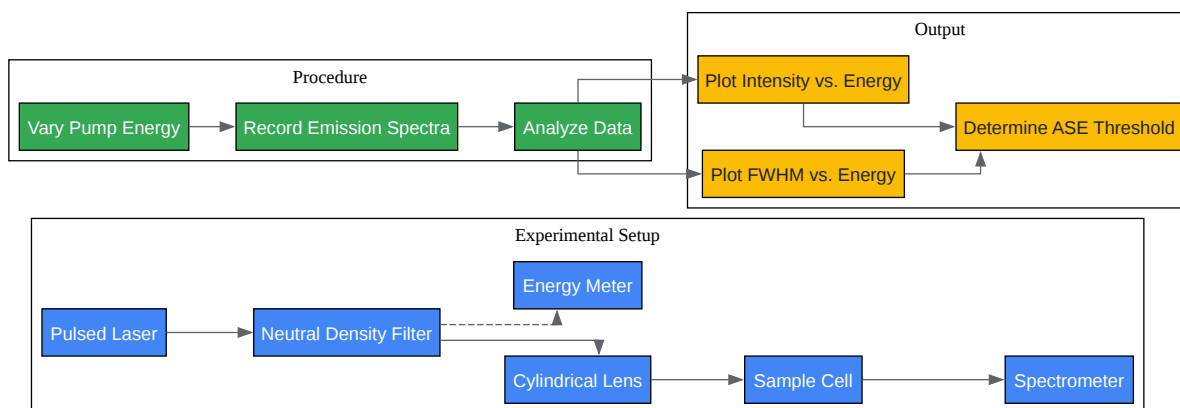 Output
Procedure
Plot Intensity vs. Energy
Vary Pump Energy
Record Emission Spectra
Analyze Data
Determine ASE Threshold
Plot FWHM vs. Energy
Experimental Setup
Energy Meter
Pulsed Laser
Neutral Density Filter
Cylindrical Lens
Sample Cell
Spectrometer